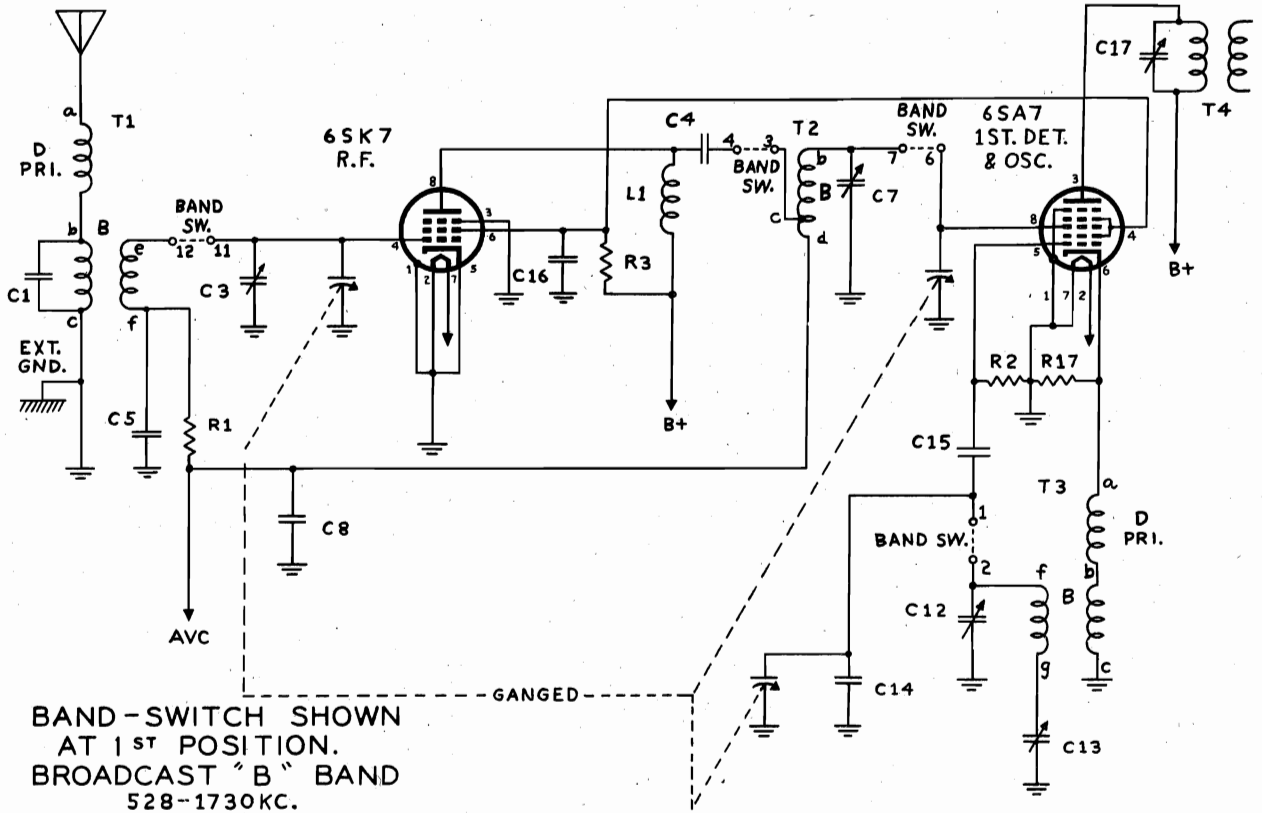 a
T1
D
PRI.
b
B
BAND
SW.
e
12
11
C1
C3
c
f
EXT.
GND.
C5
R1
C8
AVC
6SK7
R.F.
8
3
4
6
1
2
7
5
C16
R3
L1
B+
C4
4
3
BAND
SW.
T2
b
B
c
d
C7
BAND
SW.
7
6
6SA7
1ST. DET.
& OSC.
3
8
4
5
6
1
7
2
C17
T4
B+
R2
R17
C15
T3
a
D
PRI.
1
BAND SW.
2
f
B
b
C12
g
c
C14
C13
GANGED
BAND-SWITCH SHOWN
AT 1ST POSITION.
BROADCAST "B" BAND
528--1730KC.